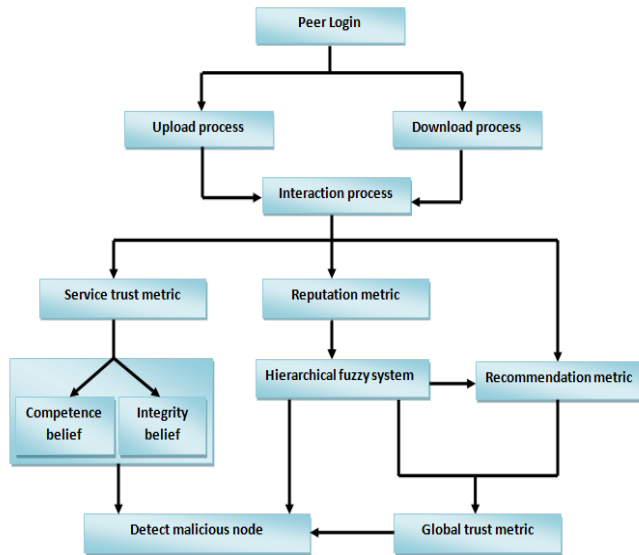 Peer Login
Upload process
Download process
Interaction process
Service trust metric
Reputation metric
Hierarchical fuzzy system
Recommendation metric
Competence
belief
Integrity
belief
Detect malicious node
Global trust metric